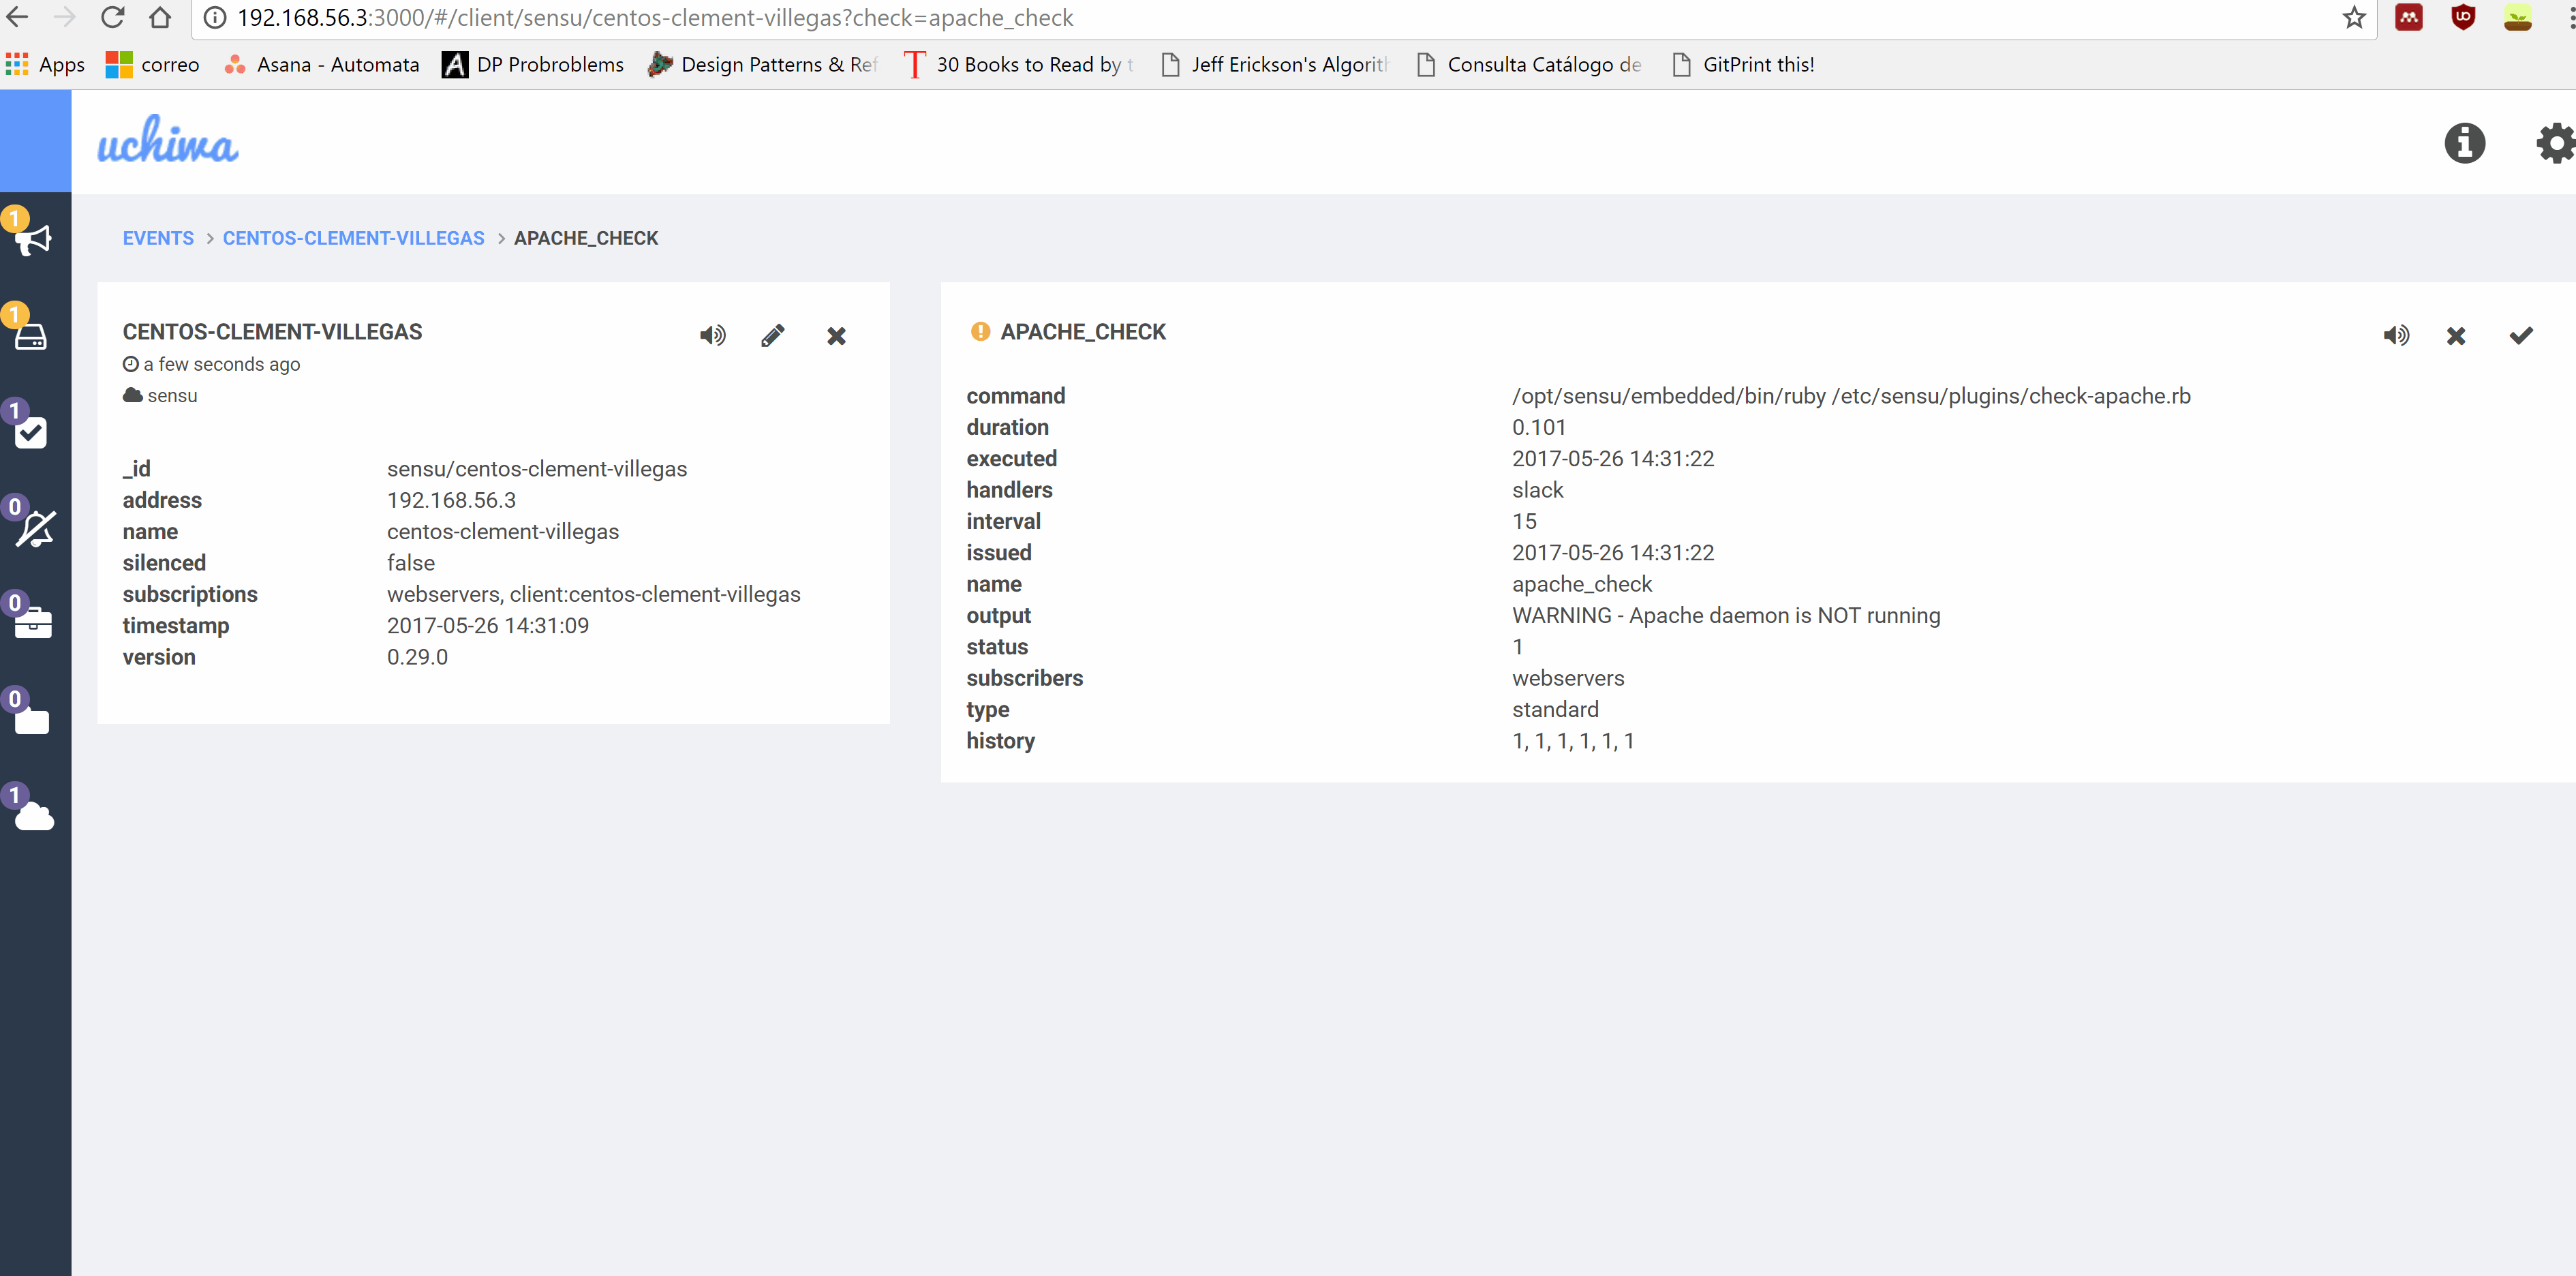 192.168.56.3:3000/#/client/sensu/centos-clement-villegas?check=apache_check
Apps correo Asana - Automata DP Probroblems Design Patterns & Ref 30 Books to Read by t Jeff Erickson's Algorith Consulta Catálogo de GitPrint this!
uchiwa
1
1
1
0
0
0
1
EVENTS > CENTOS-CLEMENT-VILLEGAS > APACHE_CHECK
CENTOS-CLEMENT-VILLEGAS
a few seconds ago
sensu
_id sensu/centos-clement-villegas
address 192.168.56.3
name centos-clement-villegas
silenced false
subscriptions webservers, client:centos-clement-villegas
timestamp 2017-05-26 14:31:09
version 0.29.0
APACHE_CHECK
command /opt/sensu/embedded/bin/ruby /etc/sensu/plugins/check-apache.rb
duration 0.101
executed 2017-05-26 14:31:22
handlers slack
interval 15
issued 2017-05-26 14:31:22
name apache_check
output WARNING - Apache daemon is NOT running
status 1
subscribers webservers
type standard
history 1, 1, 1, 1, 1, 1